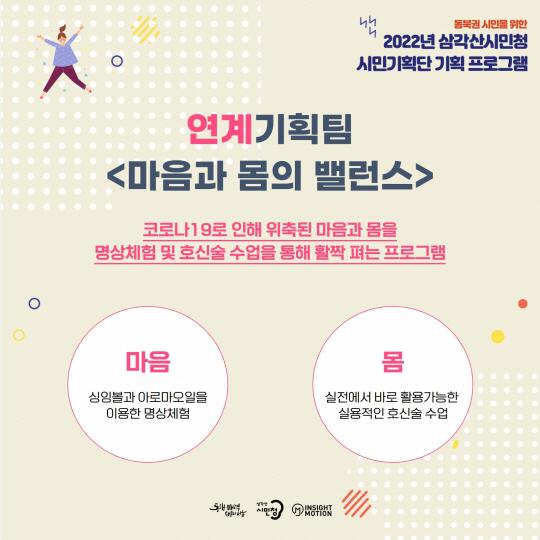 동북권 시민을 위한
2022년 삼각산시민청
시민기획단 기획 프로그램
연계기획팀
<마음과 몸의 밸런스>
코로나19로 인해 위축된 마음과 몸을
명상체험 및 호신술 수업을 통해 활짝 펴는 프로그램
마음
싱잉볼과 아로마오일을
이용한 명상체험
몸
실전에서 바로 활용가능한
실용적인 호신술 수업
삼각산
시민청
INSIGHT
MOTION